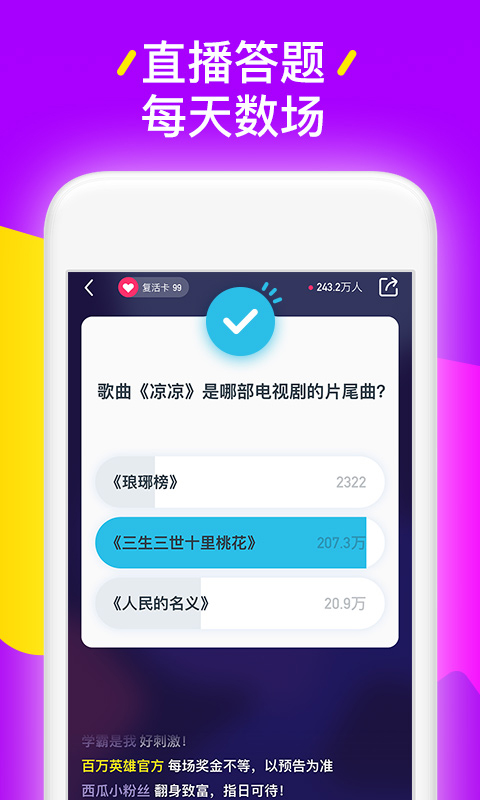 直播答题
每天数场
复活卡 99
243.2万人
歌曲《凉凉》是哪部电视剧的片尾曲?
《琅琊榜》 2322
《三生三世十里桃花》 207.3万
《人民的名义》 20.9万
学霸是我 好刺激!
百万英雄官方 每场奖金不等，以预告为准
西瓜小粉丝 翻身致富，指日可待!